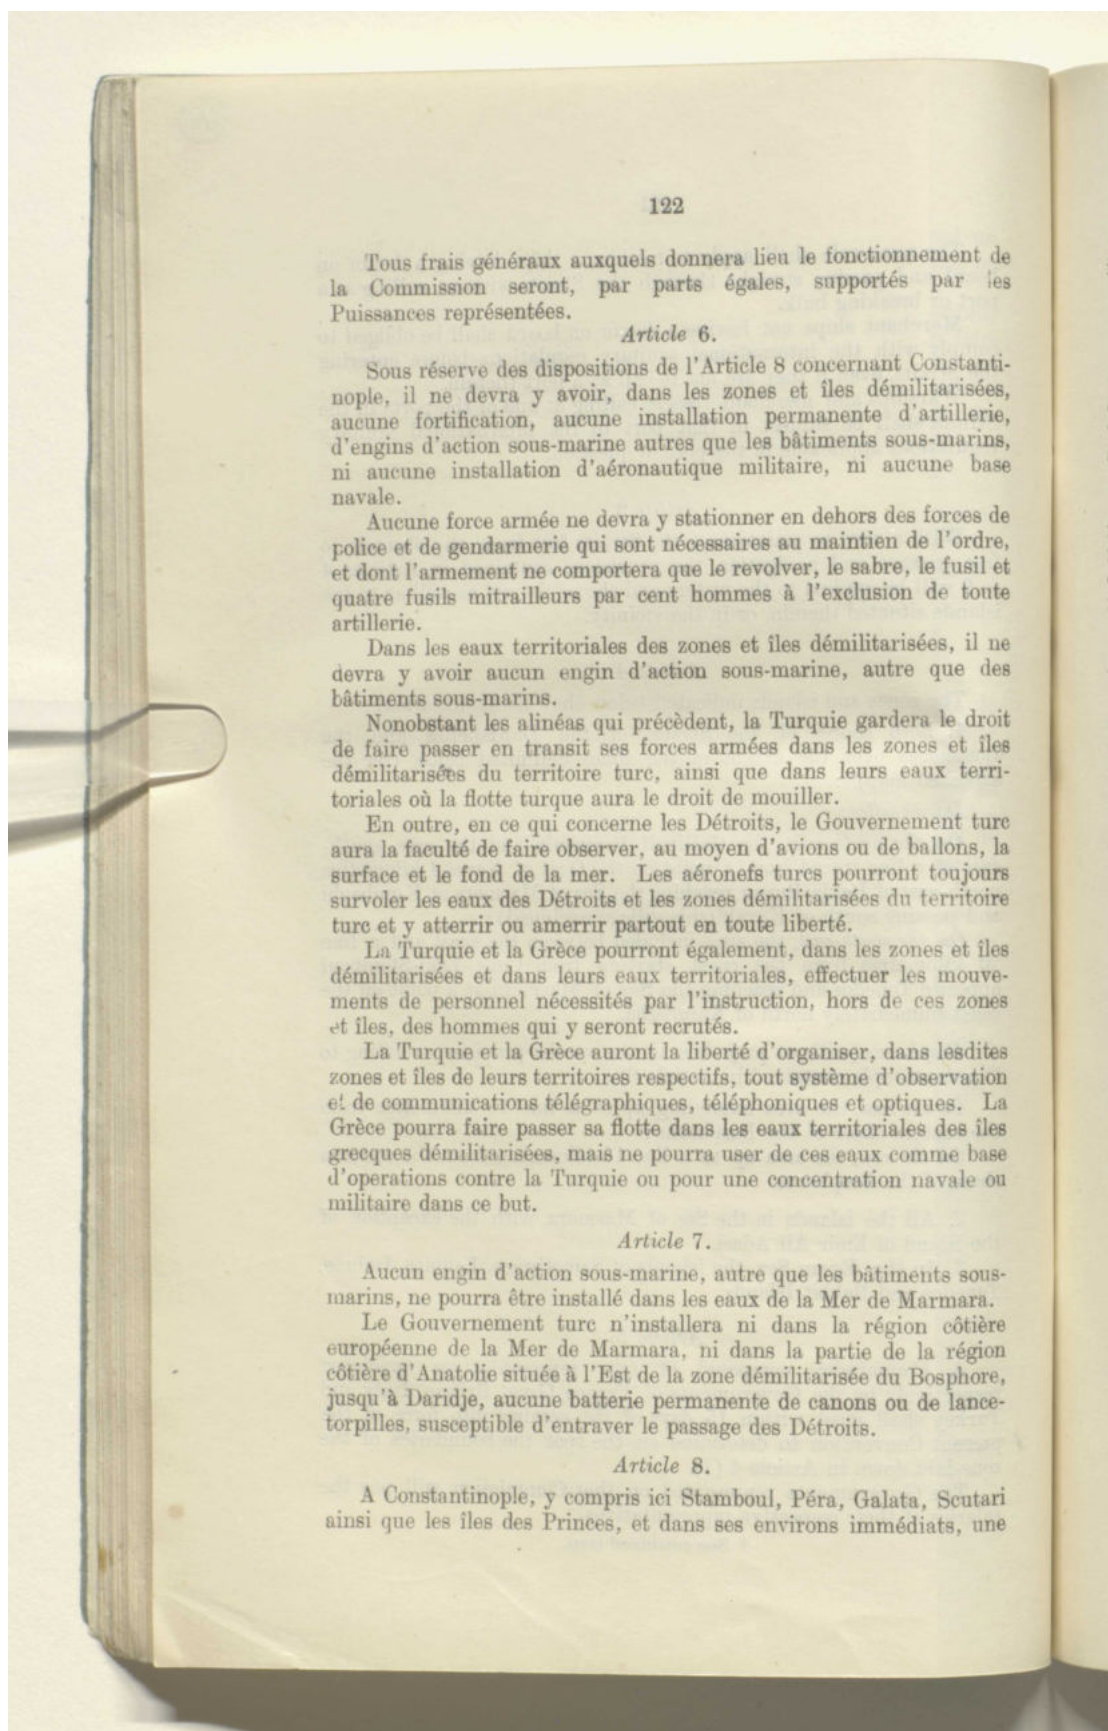 122
Tous frais généraux auxquels donnera lieu le fonctionnement de
la Commission seront, par parts égales, supportés par les
Puissances représentées.
Article 6.
Sous réserve des dispositions de l'Article 8 concernant Constanti-
nople, il ne devra y avoir, dans les zones et îles démilitarisées,
aucune fortification, aucune installation permanente d'artillerie,
d'engins d'action sous-marine autres que les bâtiments sous-marins,
ni aucune installation d'aéronautique militaire, ni aucune base
navale.
Aucune force armée ne devra y stationner en dehors des forces de
police et de gendarmerie qui sont nécessaires au maintien de l'ordre,
et dont l'armement ne comportera que le revolver, le sabre, le fusil et
quatre fusils mitrailleurs par cent hommes à l'exclusion de toute
artillerie.
Dans les eaux territoriales des zones et îles démilitarisées, il ne
devra y avoir aucun engin d'action sous-marine, autre que des
bâtiments sous-marins.
Nonobstant les alinéas qui précèdent, la Turquie gardera le droit
de faire passer en transit ses forces armées dans les zones et îles
démilitarisées du territoire turc, ainsi que dans leurs eaux terri-
toriales où la flotte turque aura le droit de mouiller.
En outre, en ce qui concerne les Détroits, le Gouvernement turc
aura la faculté de faire observer, au moyen d'avions ou de ballons, la
surface et le fond de la mer. Les aéronefs turcs pourront toujours
survoler les eaux des Détroits et les zones démilitarisées du territoire
turc et y atterrir ou amerrir partout en toute liberté.
La Turquie et la Grèce pourront également, dans les zones et îles
démilitarisées et dans leurs eaux territoriales, effectuer les mouve-
ments de personnel nécessités par l'instruction, hors de ces zones
et îles, des hommes qui y seront recrutés.
La Turquie et la Grèce auront la liberté d'organiser, dans lesdites
zones et îles de leurs territoires respectifs, tout système d'observation
et de communications télégraphiques, téléphoniques et optiques. La
Grèce pourra faire passer sa flotte dans les eaux territoriales des îles
grecques démilitarisées, mais ne pourra user de ces eaux comme base
d'operations contre la Turquie ou pour une concentration navale ou
militaire dans ce but.
Article 7.
Aucun engin d'action sous-marine, autre que les bâtiments sous-
marins, ne pourra être installé dans les eaux de la Mer de Marmara.
Le Gouvernement turc n'installera ni dans la région côtière
européenne de la Mer de Marmara, ni dans la partie de la région
côtière d'Anatolie située à l'Est de la zone démilitarisée du Bosphore,
jusqu'à Daridje, aucune batterie permanente de canons ou de lance-
torpilles, susceptible d'entraver le passage des Détroits.
Article 8.
A Constantinople, y compris ici Stamboul, Péra, Galata, Scutari
ainsi que les îles des Princes, et dans ses environs immédiats, une